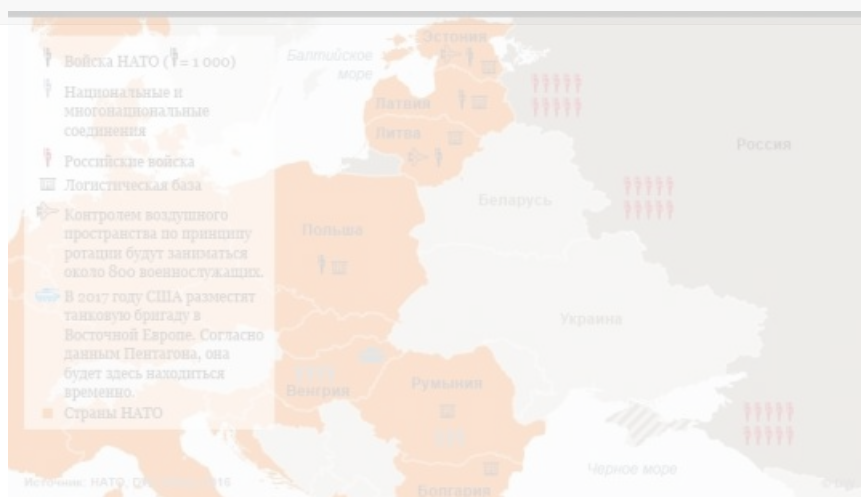 Войска НАТО ( = 1 000)
Национальные и
многонациональные
соединения
Российские войска
Логистическая база
Контролем воздушного
пространства по принципу
ротации будут заниматься
около 800 военнослужащих.
В 2017 году США разместят
танковую бригаду в
Восточной Европе. Согласно
данным Пентагона, она
будет здесь находиться
временно.
Страны НАТО
Балтийское
море
Эстония
Латвия
Литва
Россия
Беларусь
Польша
Украина
Венгрия
Румыния
Черное море
Болгария
Источник: НАТО,